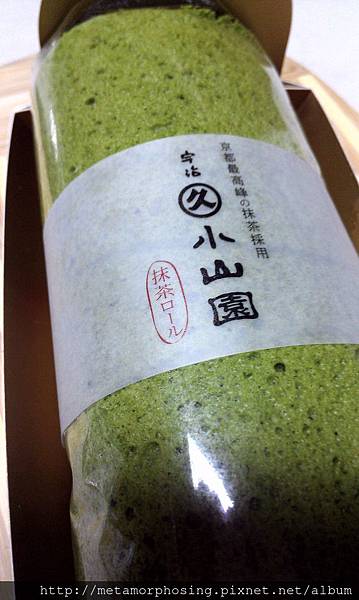 京都最高峰の抹茶採用
宇治
久
小山園
抹茶ロール
http://metamorphosing.pixnet.net/album